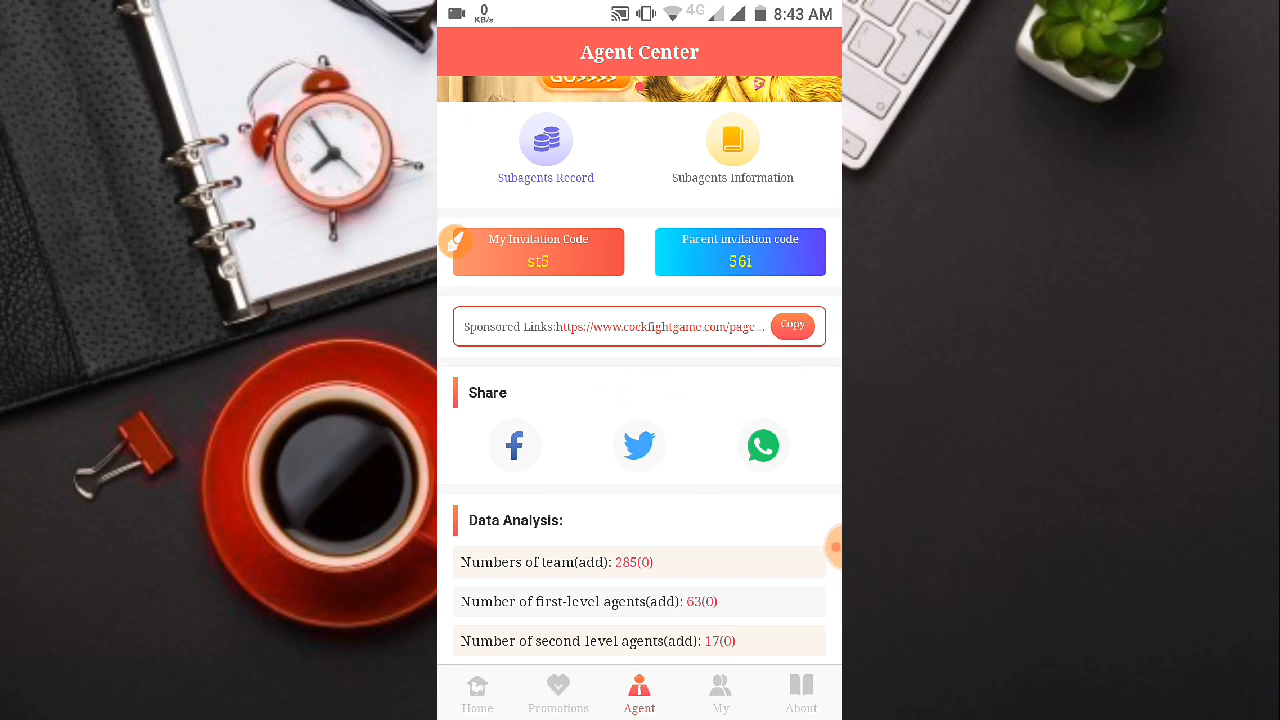 0
KB/s
4G
8:43 AM
Agent Center
GO>>>>
Subagents Record
Subagents Information
My Invitation Code
st5
Parent invitation code
56i
Sponsored Links:https://www.cockfightgame.com/page...
Copy
Share
Data Analysis:
Numbers of team(add): 285(0)
Number of first-level agents(add): 63(0)
Number of second-level agents(add): 17(0)
Home
Promotions
Agent
My
About